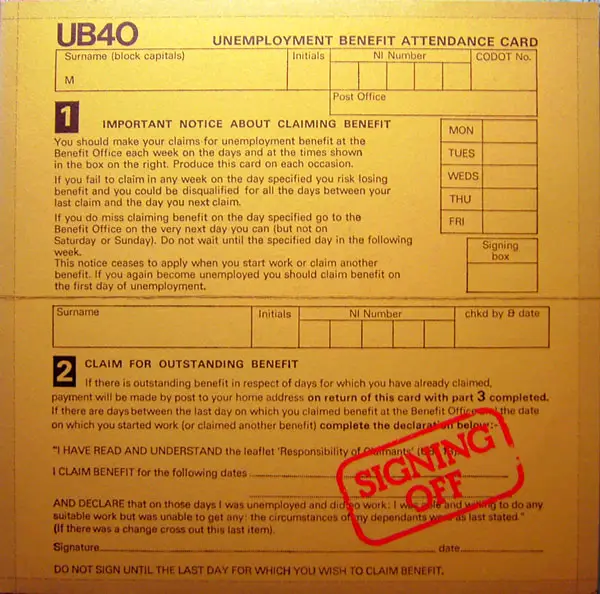 UB40
UNEMPLOYMENT BENEFIT ATTENDANCE CARD
Surname (block capitals) Initials NI Number CODOT No.
M
Post Office
1 IMPORTANT NOTICE ABOUT CLAIMING BENEFIT
You should make your claims for unemployment benefit at the
Benefit Office each week on the days and at the times shown
in the box on the right. Produce this card on each occasion.
If you fail to claim in any week on the day specified you risk losing
benefit and you could be disqualified for all the days between your
last claim and the day you next claim.
If you do miss claiming benefit on the day specified go to the
Benefit Office on the very next day you can (but not on
Saturday or Sunday). Do not wait until the specified day in the following
week.
This notice ceases to apply when you start work or claim another
benefit. If you again become unemployed you should claim benefit on
the first day of unemployment.
MON
TUES
WEDS
THU
FRI
Signing
box
Surname Initials NI Number chkd by & date
2 CLAIM FOR OUTSTANDING BENEFIT
If there is outstanding benefit in respect of days for which you have already claimed,
payment will be made by post to your home address on return of this card with part 3 completed.
If there are days between the last day on which you claimed benefit at the Benefit Office the date
on which you started work (or claimed another benefit) complete the declaration below:-
"I HAVE READ AND UNDERSTAND the leaflet 'Responsibility of Claimants'
I CLAIM BENEFIT for the following dates
AND DECLARE that on those days I was unemployed and did no work: I was and willing to do any
suitable work but was unable to get any: the circumstances of my dependants were as last stated."
(If there was a change cross out this last item).
Signature date
DO NOT SIGN UNTIL THE LAST DAY FOR WHICH YOU WISH TO CLAIM BENEFIT.
SIGNING
OFF